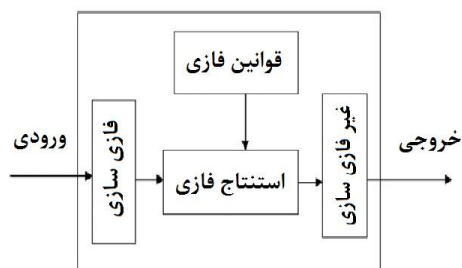 قوانین فازی
ورودی
فازی سازی
استنتاج فازی
غیر فازی سازی
خروجی